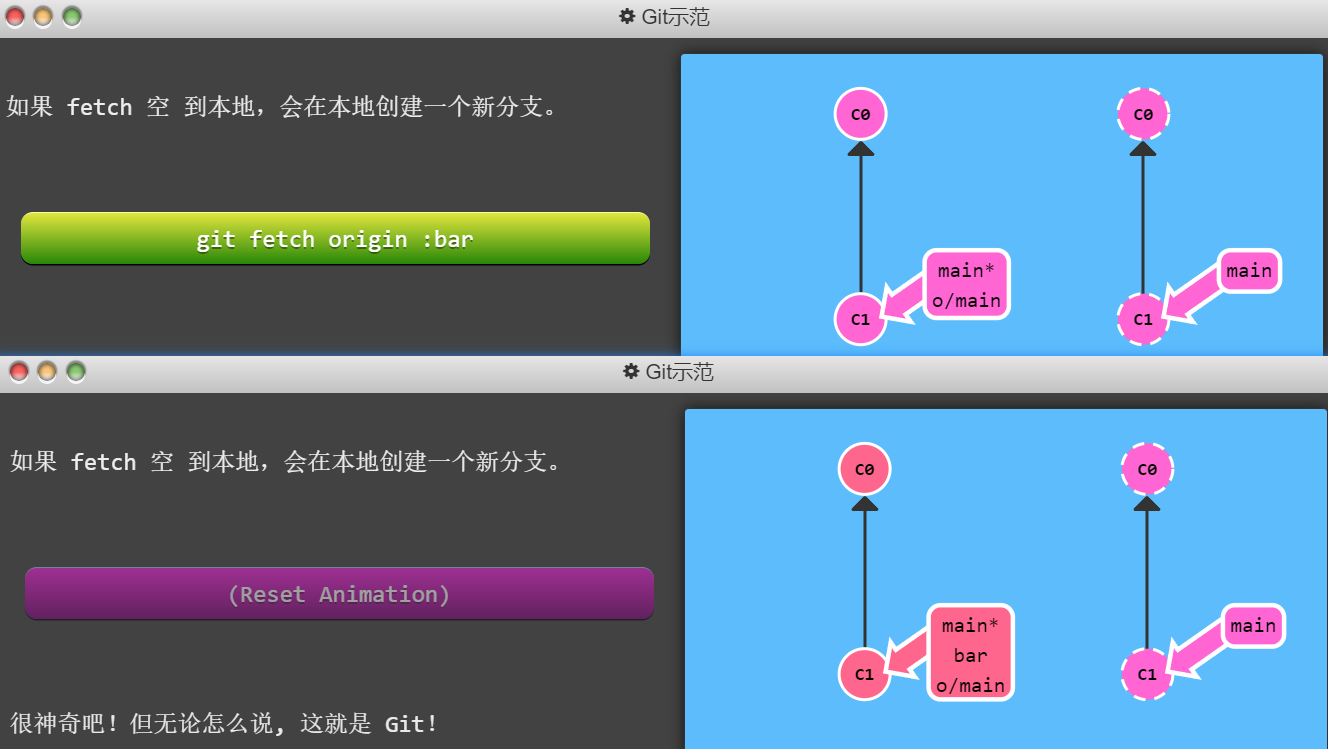 Git示范
如果 fetch 空 到本地，会在本地创建一个新分支。
git fetch origin :bar
C0
C0
main*
o/main
main
C1
C1
Git示范
如果 fetch 空 到本地，会在本地创建一个新分支。
(Reset Animation)
很神奇吧！但无论怎么说, 这就是 Git！
C0
C0
main*
bar
o/main
main
C1
C1